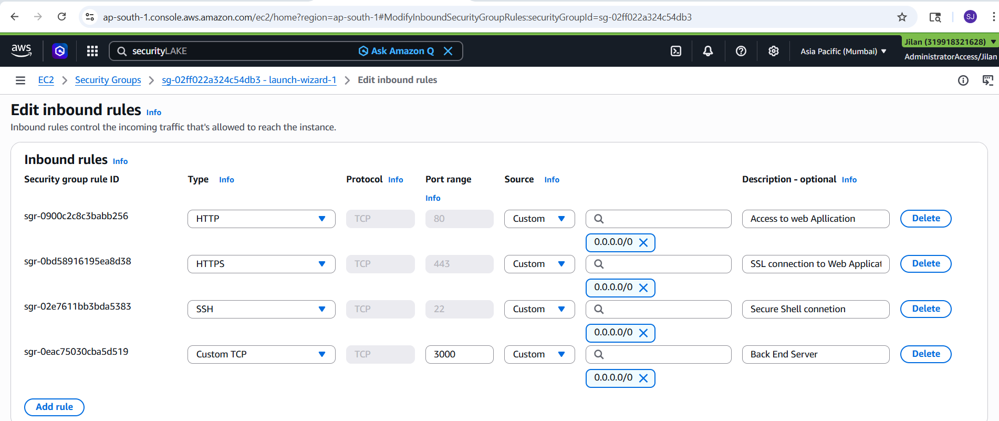 ap-south-1.console.aws.amazon.com/ec2/home?region=ap-south-1#ModifyInboundSecurityGroupRules:securityGroupId=sg-02ff022a324c54db3
SJ
aws
securityLAKE
Ask Amazon Q
Asia Pacific (Mumbai)
Jilan (319918321628)
AdministratorAccess/Jilan
EC2 > Security Groups > sg-02ff022a324c54db3 - launch-wizard-1 > Edit inbound rules
Edit inbound rules Info
Inbound rules control the incoming traffic that's allowed to reach the instance.
Inbound rules Info
Security group rule ID Type Info Protocol Info Port range Info Source Info Description - optional Info
sgr-0900c2c8c3babb256 HTTP TCP 80 Custom Access to web Apllication Delete
0.0.0.0/0
sgr-0bd58916195ea8d38 HTTPS TCP 443 Custom SSL connection to Web Applicat Delete
0.0.0.0/0
sgr-02e7611bb3bda5383 SSH TCP 22 Custom Secure Shell connetion Delete
0.0.0.0/0
sgr-0eac75030cba5d519 Custom TCP TCP 3000 Custom Back End Server Delete
0.0.0.0/0
Add rule